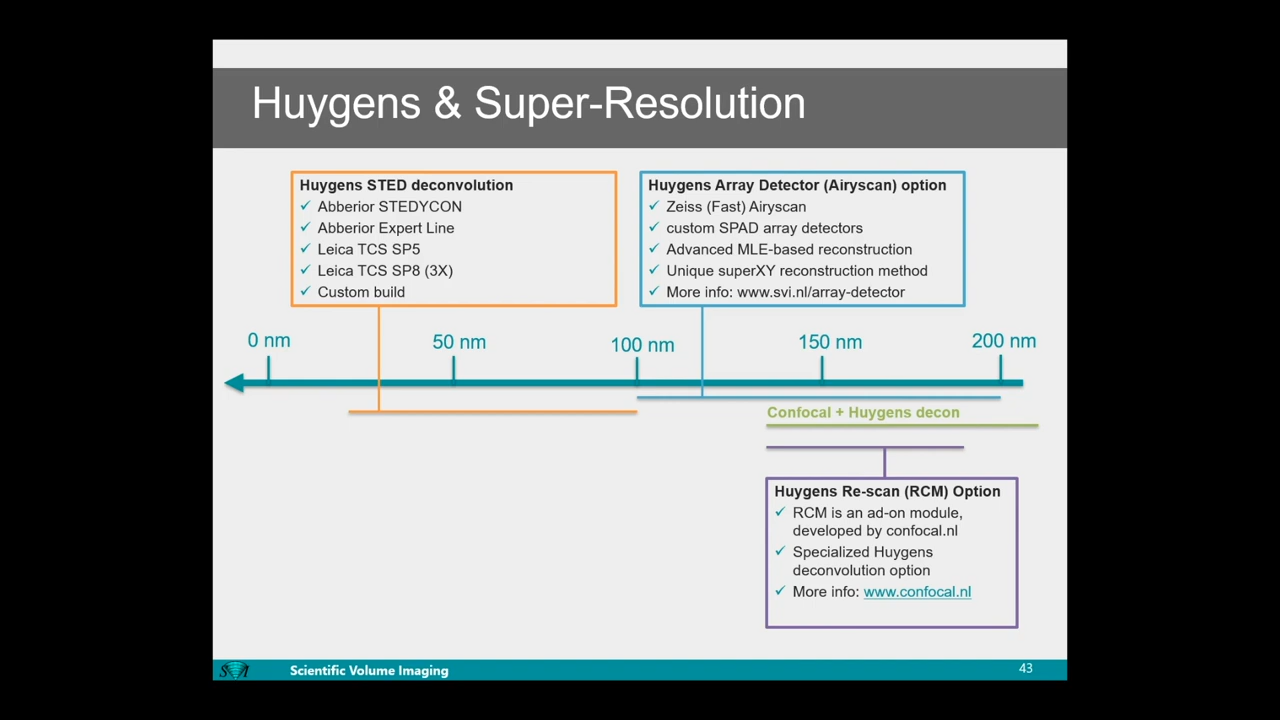 Huygens & Super-Resolution
Huygens STED deconvolution
✓ Abberior STEDYCON
✓ Abberior Expert Line
✓ Leica TCS SP5
✓ Leica TCS SP8 (3X)
✓ Custom build
Huygens Array Detector (Airyscan) option
✓ Zeiss (Fast) Airyscan
✓ custom SPAD array detectors
✓ Advanced MLE-based reconstruction
✓ Unique superXY reconstruction method
✓ More info: www.svi.nl/array-detector
0 nm
50 nm
100 nm
150 nm
200 nm
Confocal + Huygens decon
Huygens Re-scan (RCM) Option
✓ RCM is an ad-on module,
developed by confocal.nl
✓ Specialized Huygens
deconvolution option
✓ More info: www.confocal.nl
SVI
Scientific Volume Imaging
43